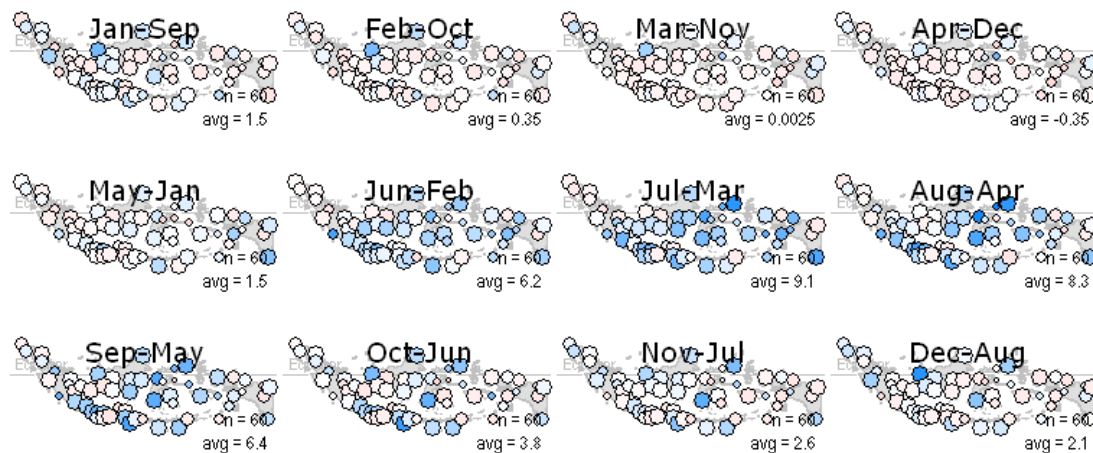 Jan-Sep
n = 60
avg = 1.5
Feb-Oct
n = 60
avg = 0.35
Mar-Nov
n = 60
avg = 0.0025
Apr-Dec
n = 60
avg = -0.35
May-Jan
n = 60
avg = 1.5
Jun-Feb
n = 60
avg = 6.2
Jul-Mar
n = 60
avg = 9.1
Aug-Apr
n = 60
avg = 8.3
Sep-May
n = 60
avg = 6.4
Oct-Jun
n = 60
avg = 3.8
Nov-Jul
n = 60
avg = 2.6
Dec-Aug
n = 60
avg = 2.1